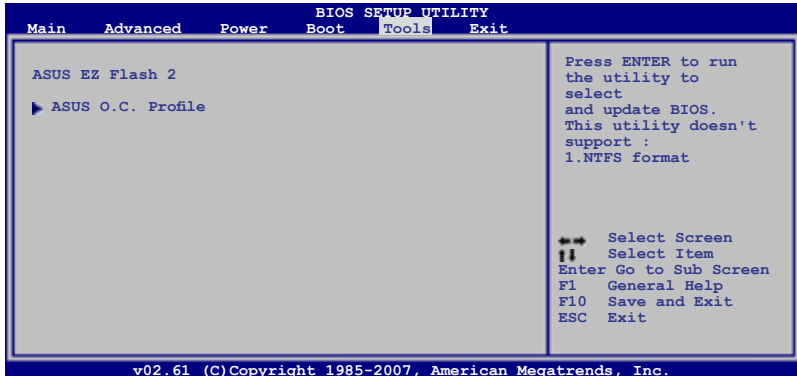 BIOS SETUP UTILITY
Main Advanced Power Boot Tools Exit
ASUS EZ Flash 2
ASUS O.C. Profile
Press ENTER to run
the utility to
select
and update BIOS.
This utility doesn't
support :
1.NTFS format
Select Screen
Select Item
Enter Go to Sub Screen
F1 General Help
F10 Save and Exit
ESC Exit
v02.61 (C)Copyright 1985-2007, American Megatrends, Inc.